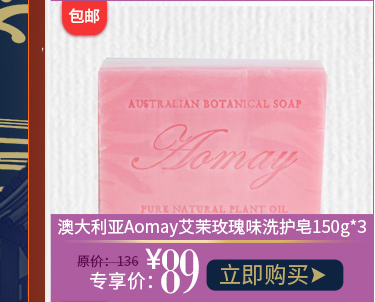 包邮
AUSTRALIAN BOTANICAL SOAP
Aomay
PURE NATURAL PLANT OIL
澳大利亚Aomay艾茉玫瑰味洗护皂150g*3
原价：136
专享价：¥89
立即购买